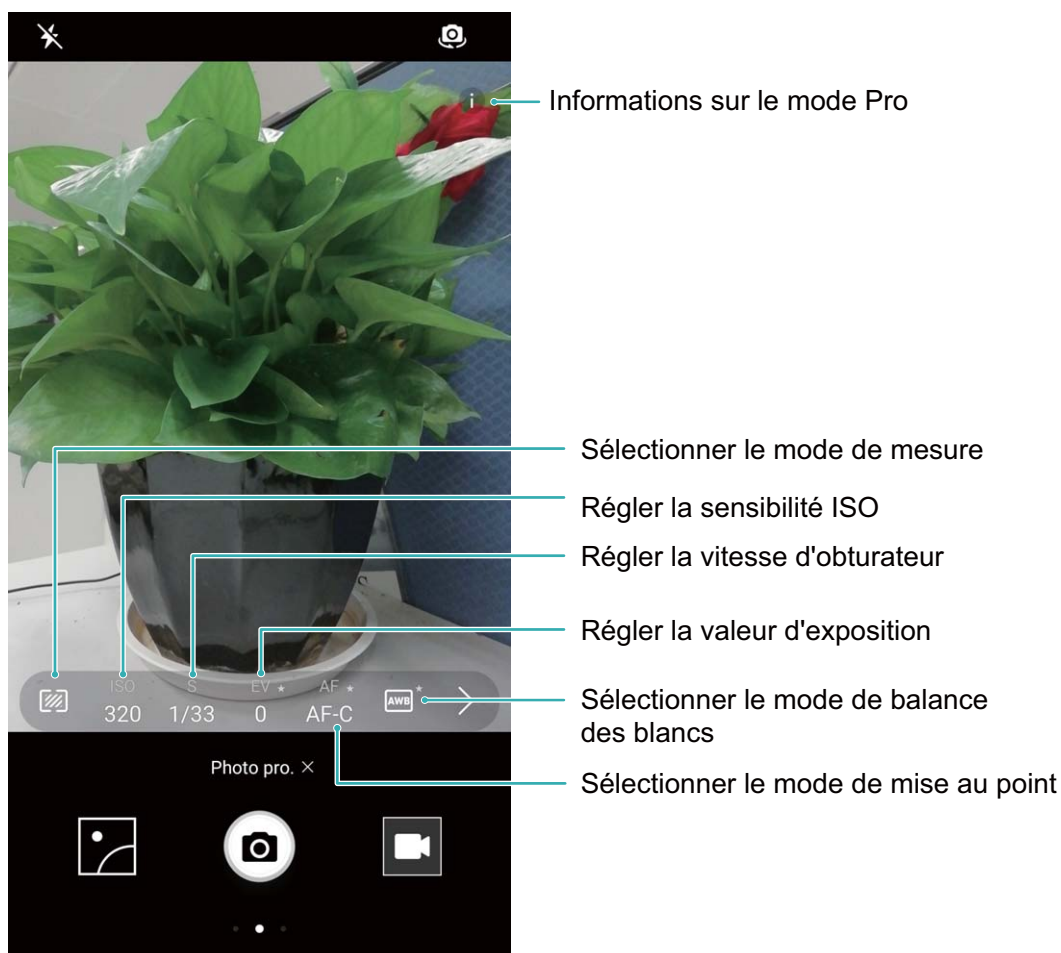 i
Informations sur le mode Pro
Sélectionner le mode de mesure
Régler la sensibilité ISO
Régler la vitesse d'obturateur
Régler la valeur d'exposition
ISO S EV AF
320 1/33 0 AF-C AWB
Sélectionner le mode de balance
des blancs
Photo pro. ×
Sélectionner le mode de mise au point